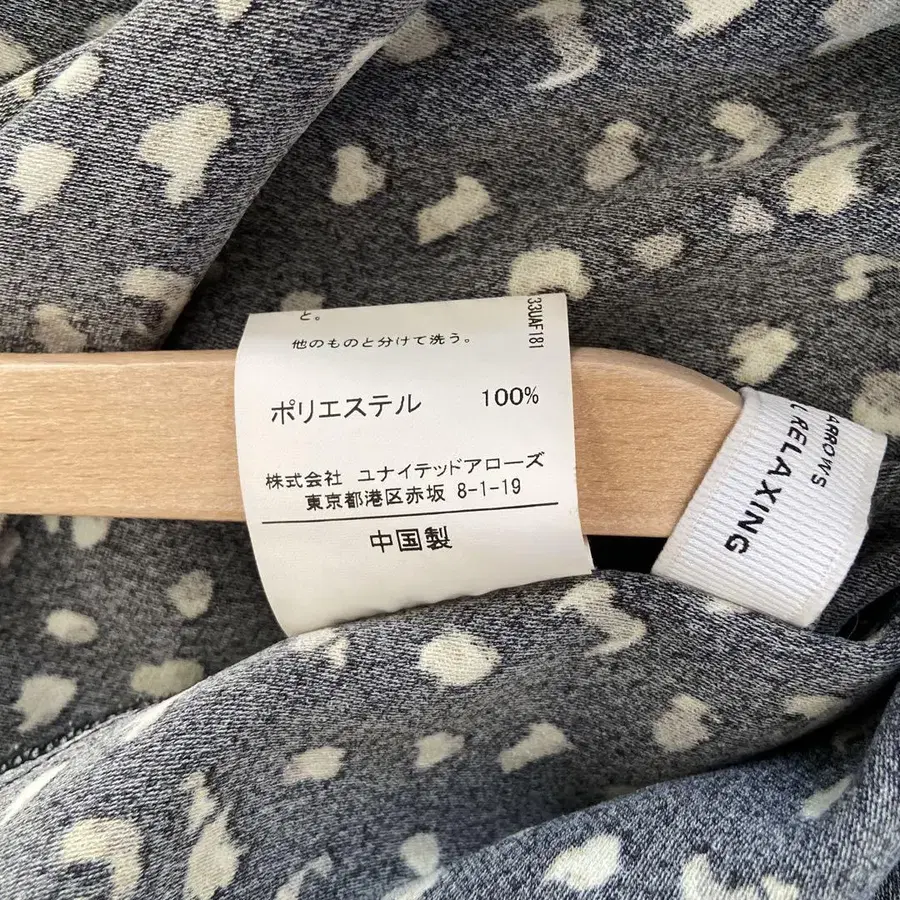 と。
他のものと分けて洗う。
33UAF181
ポリエステル 100%
株式会社 ユナイテッドアローズ
東京都港区赤坂 8-1-19
中国製
ARROWS
L RELAXING